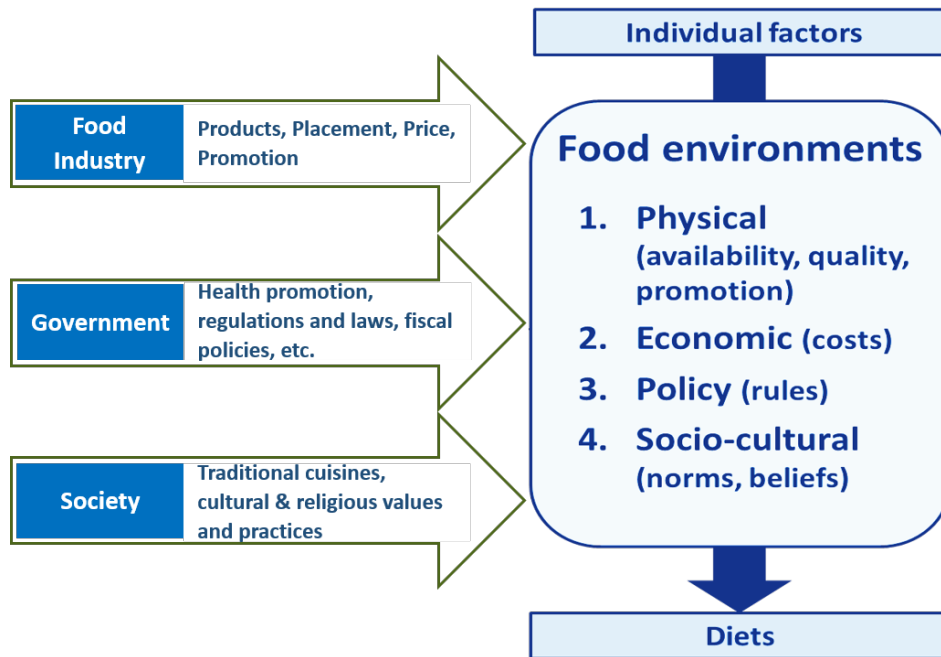 Individual factors
Food
Industry
Products, Placement, Price,
Promotion
Government
Health promotion,
regulations and laws, fiscal
policies, etc.
Society
Traditional cuisines,
cultural & religious values
and practices
Food environments
1. Physical
(availability, quality,
promotion)
2. Economic (costs)
3. Policy (rules)
4. Socio-cultural
(norms, beliefs)
Diets